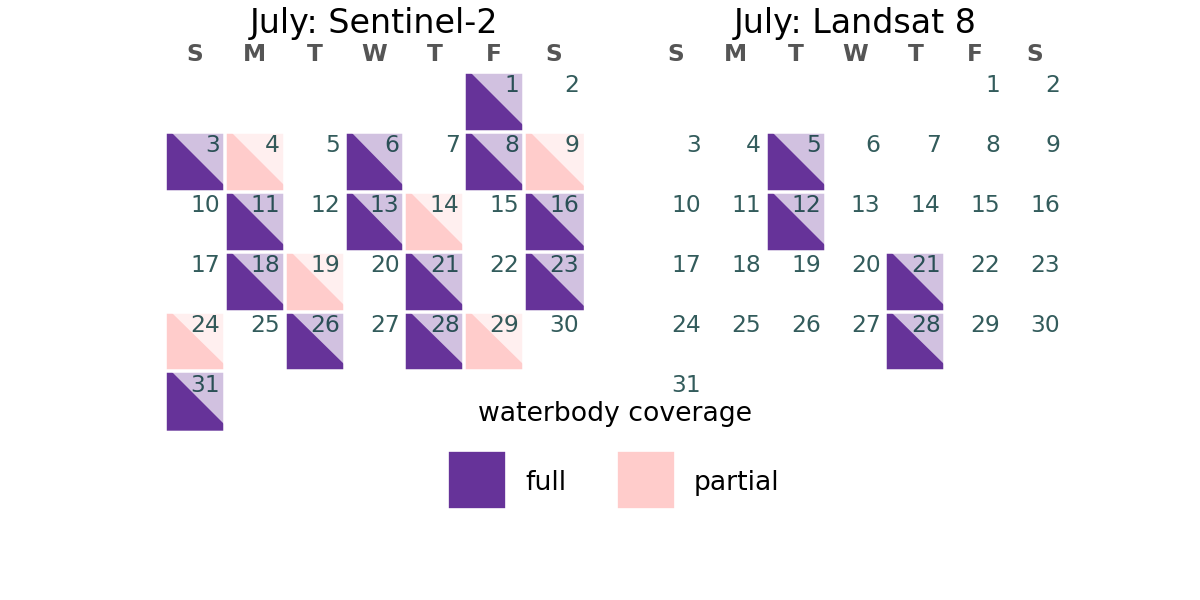 July: Sentinel-2
S M T W T F S
1 2
3 4 5 6 7 8 9
10 11 12 13 14 15 16
17 18 19 20 21 22 23
24 25 26 27 28 29 30
31
July: Landsat 8
S M T W T F S
1 2
3 4 5 6 7 8 9
10 11 12 13 14 15 16
17 18 19 20 21 22 23
24 25 26 27 28 29 30
31
waterbody coverage
full partial